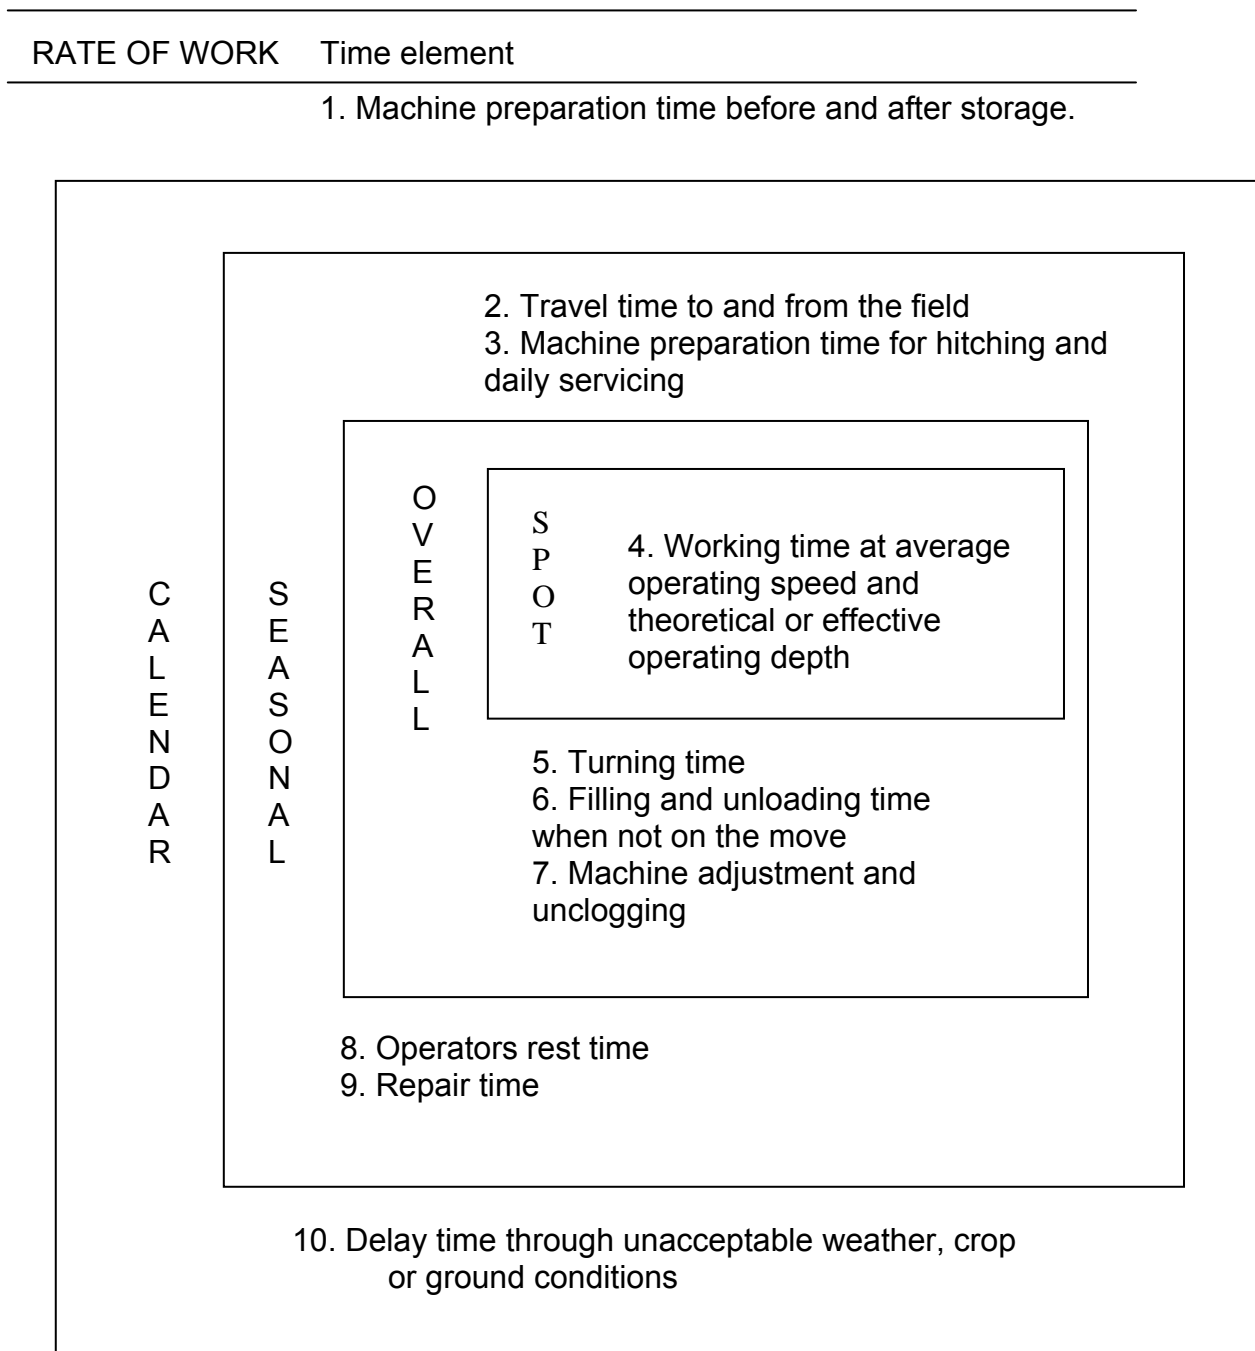 RATE OF WORK Time element
1. Machine preparation time before and after storage.
2. Travel time to and from the field
3. Machine preparation time for hitching and
daily servicing
CALENDAR
SEASONAL
OVERALL
SPOT
4. Working time at average
operating speed and
theoretical or effective
operating depth
5. Turning time
6. Filling and unloading time
when not on the move
7. Machine adjustment and
unclogging
8. Operators rest time
9. Repair time
10. Delay time through unacceptable weather, crop
or ground conditions